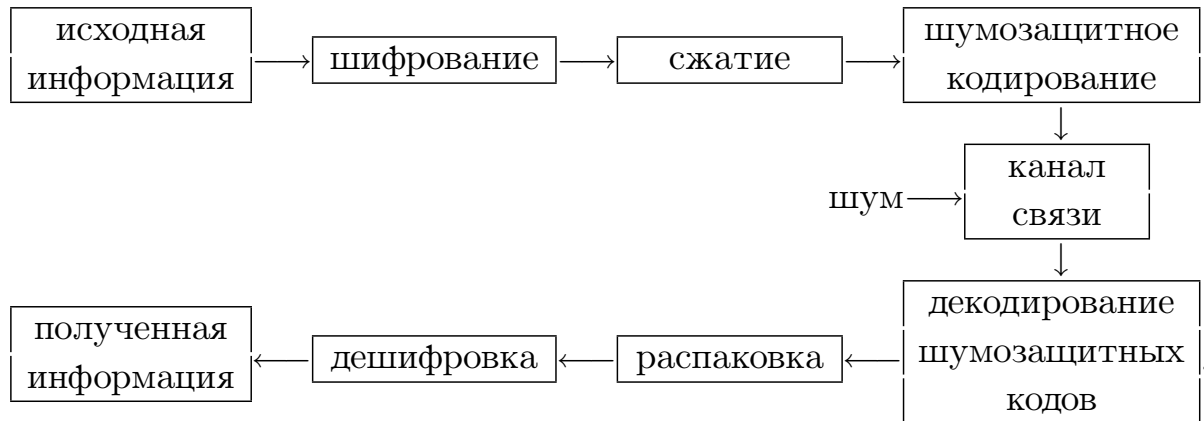 исходная
информация
шифрование
сжатие
шумозащитное
кодирование
шум
канал
связи
полученная
информация
дешифровка
распаковка
декодирование
шумозащитных
кодов